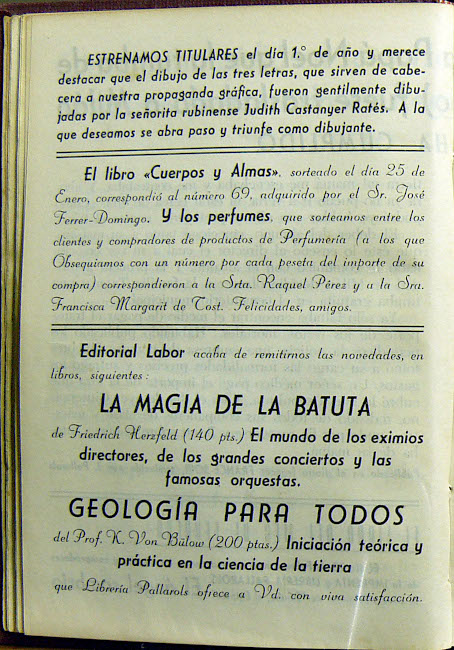 ESTRENAMOS TITULARES el día 1.º de año y merece
destacar que el dibujo de las tres letras, que sirven de cabe-
cera a nuestra propaganda gráfica, fueron gentilmente dibu-
jadas por la señorita rubinense Judith Castanyer Ratés. A la
que deseamos se abra paso y triunfe como dibujante.
El libro «Cuerpos y Almas», sorteado el día 25 de
Enero, correspondió al número 69, adquirido por el Sr. José
Ferrer-Domingo. Y los perfumes, que sorteamos entre los
clientes y compradores de productos de Perfumería (a los que
Obsequiamos con un número por cada peseta del importe de su
compra) correspondieron a la Srta. Raquel Pérez y a la Sra.
Francisca Margarit de Tost. Felicidades, amigos.
Editorial Labor acaba de remitirnos las novedades, en
libros, siguientes:
LA MAGIA DE LA BATUTA
de Friedrich Herzfeld (140 pts.) El mundo de los eximios
directores, de los grandes conciertos y las
famosas orquestas.
GEOLOGÍA PARA TODOS
del Prof. K. Von Bülow (200 ptas.) Iniciación teórica y
práctica en la ciencia de la tierra
que Librería Pallarols ofiece a Vd. con viva satisfacción.